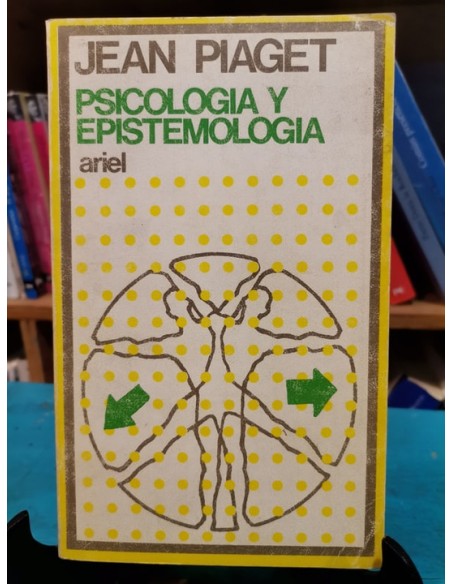 JEAN PIAGET
PSICOLOGIA Y
EPISTEMOLOGIA
ariel